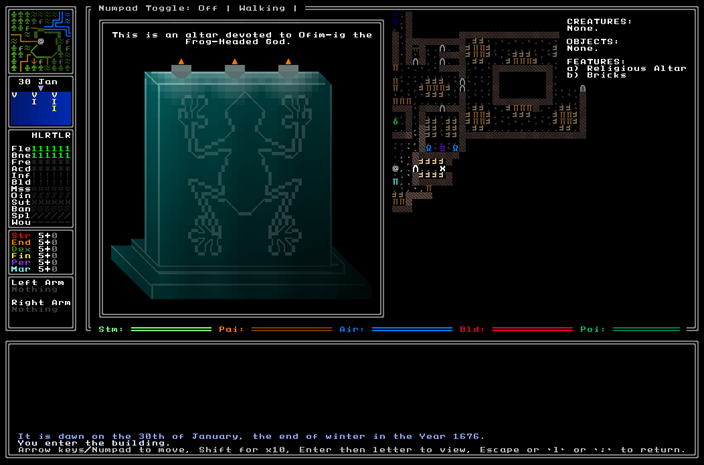 Numpad Toggle: Off | Walking |
This is an altar devoted to Ofim-ig the
Frog-Headed God.
CREATURES:
None.
OBJECTS:
None.
FEATURES:
a) Religious Altar
b) Bricks
30 Jan
V V V
I I
I
HLRTLR
Fle111111
Bne111111
Fre
Acd
Inf
Bld
Mss
Oin
Sut
Ban
Spl
Wou
Str 5+0
End 5+0
Dex 5+0
Fin 5+0
Per 5+0
Mar 5+0
Left Arm
Nothing
Right Arm
Nothing
Stm: Pai: Air: Bld: Poi:
It is dawn on the 30th of January, the end of winter in the Year 1676.
You enter the building.
Arrow keys/Numpad to move, Shift for x10, Enter then letter to view, Escape or `l` or `;` to return.